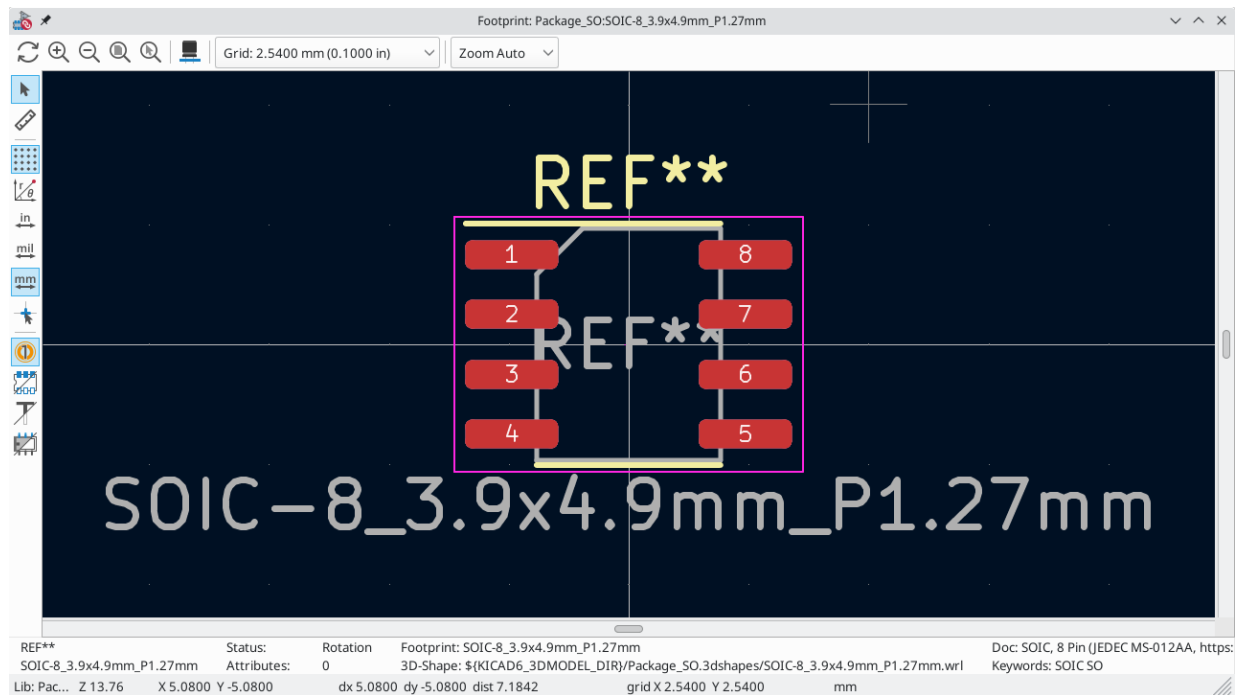 Footprint: Package_SO:SOIC-8_3.9x4.9mm_P1.27mm
Grid: 2.5400 mm (0.1000 in)
Zoom Auto
in
mil
mm
REF**
1
8
2
7
REF**
3
6
4
5
SOIC-8_3.9x4.9mm_P1.27mm
REF** Status: Rotation Footprint: SOIC-8_3.9x4.9mm_P1.27mm Doc: SOIC, 8 Pin (JEDEC MS-012AA, https:
SOIC-8_3.9x4.9mm_P1.27mm Attributes: 0 3D-Shape: ${KICAD6_3DMODEL_DIR}/Package_SO.3dshapes/SOIC-8_3.9x4.9mm_P1.27mm.wrl Keywords: SOIC SO
Lib: Pac... Z 13.76 X 5.0800 Y -5.0800 dx 5.0800 dy -5.0800 dist 7.1842 grid X 2.5400 Y 2.5400 mm